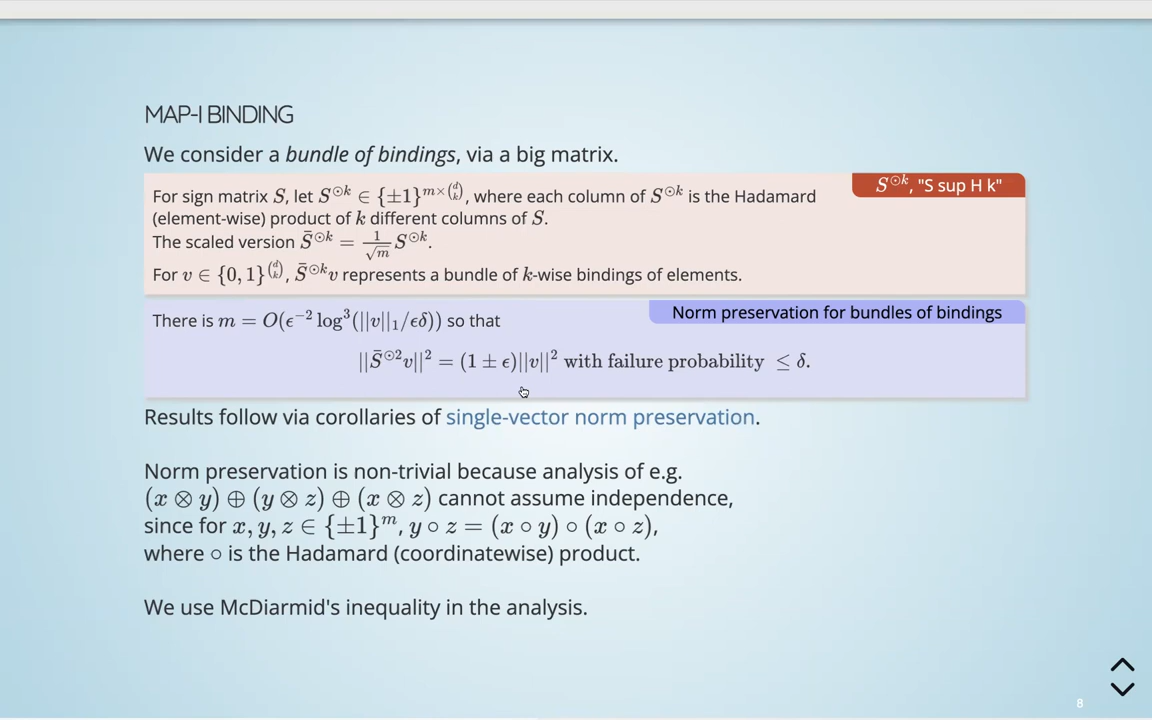 MAP-I BINDING
We consider a bundle of bindings, via a big matrix.
S^{⊙k}, "S sup H k"
For sign matrix S, let S^{⊙k} ∈ {±1}^{m×\binom{d}{k}}, where each column of S^{⊙k} is the Hadamard
(element-wise) product of k different columns of S.
The scaled version S̄^{⊙k} = \frac{1}{\sqrt{m}} S^{⊙k}.
For v ∈ {0, 1}^{\binom{d}{k}}, S̄^{⊙k}v represents a bundle of k-wise bindings of elements.
Norm preservation for bundles of bindings
There is m = O(ϵ^{-2} log^3(||v||_1/ϵδ)) so that
||S̄^{⊙2}v||^2 = (1 ± ϵ)||v||^2 with failure probability ≤ δ.
Results follow via corollaries of single-vector norm preservation.
Norm preservation is non-trivial because analysis of e.g.
(x ⊗ y) ⊕ (y ⊗ z) ⊕ (x ⊗ z) cannot assume independence,
since for x, y, z ∈ {±1}^m, y ∘ z = (x ∘ y) ∘ (x ∘ z),
where ∘ is the Hadamard (coordinatewise) product.
We use McDiarmid's inequality in the analysis.
8